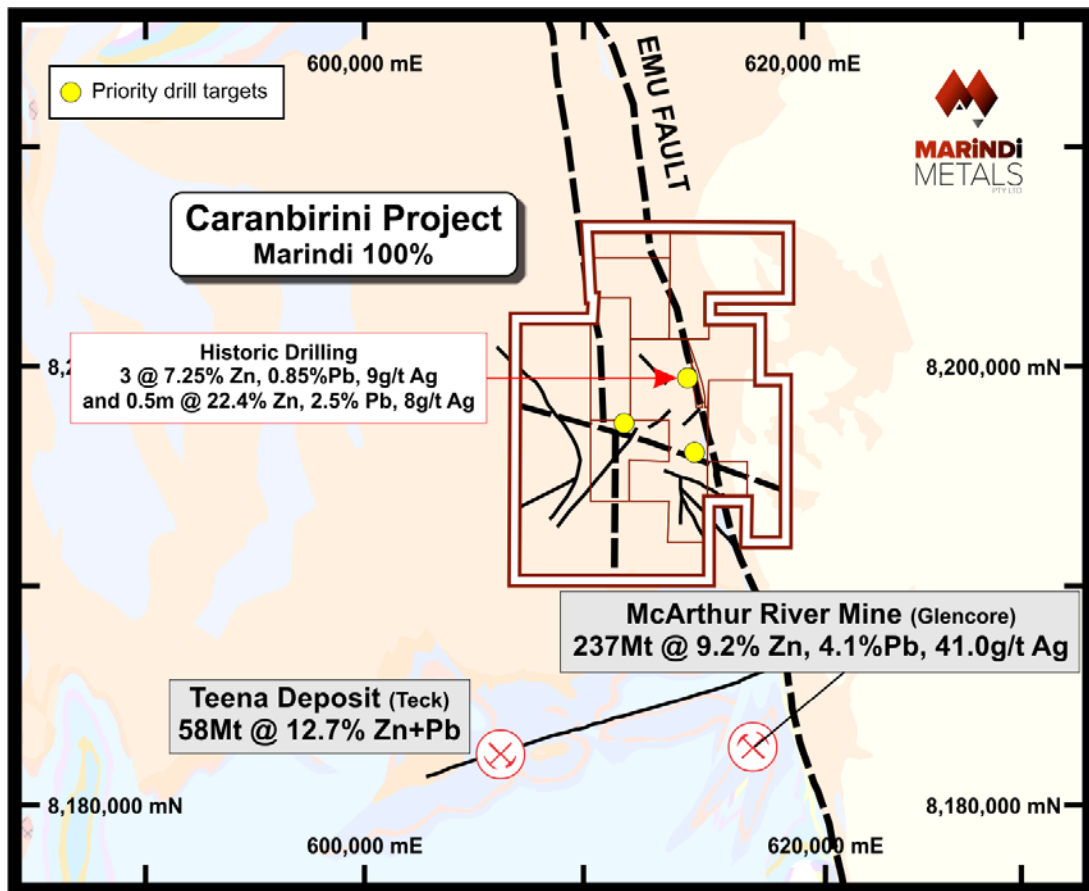 600,000 mE
620,000 mE
Priority drill targets
EMU FAULT
MARiNDi
METALS
PTY LTD
Caranbirini Project
Marindi 100%
Historic Drilling
3 @ 7.25% Zn, 0.85%Pb, 9g/t Ag
and 0.5m @ 22.4% Zn, 2.5% Pb, 8g/t Ag
8,2
8,200,000 mN
McArthur River Mine (Glencore)
237Mt @ 9.2% Zn, 4.1%Pb, 41.0g/t Ag
Teena Deposit (Teck)
58Mt @ 12.7% Zn+Pb
8,180,000 mN
8,180,000 mN
600,000 mE
620,000 mE